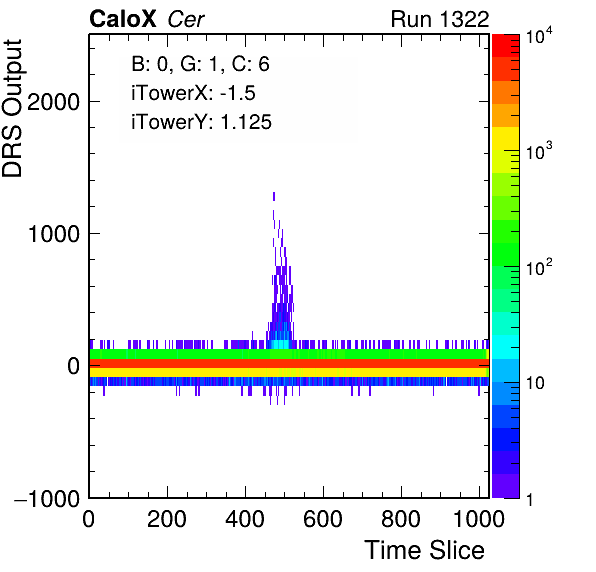 CaloX Cer Run 1322
B: 0, G: 1, C: 6
iTowerX: -1.5
iTowerY: 1.125
DRS Output
2000
1000
0
−1000
0 200 400 600 800 1000
Time Slice
10⁴
10³
10²
10
1